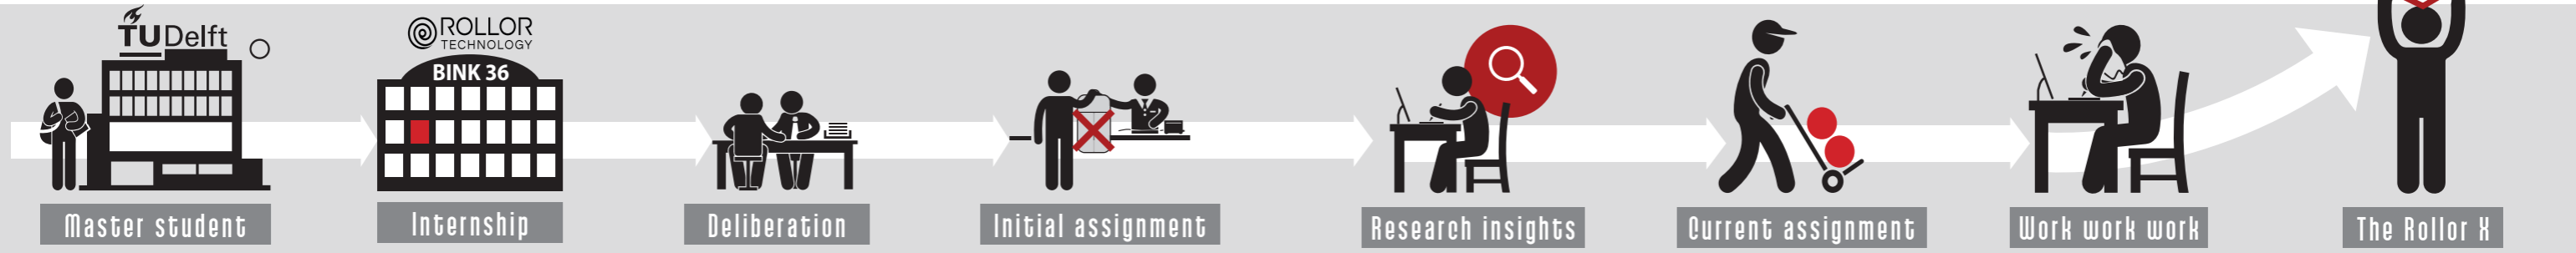 TUDelft
ROLLOR
TECHNOLOGY
BINK 36
Master student
Internship
Deliberation
Initial assignment
Research insights
Current assignment
Work work work
The Rollor X